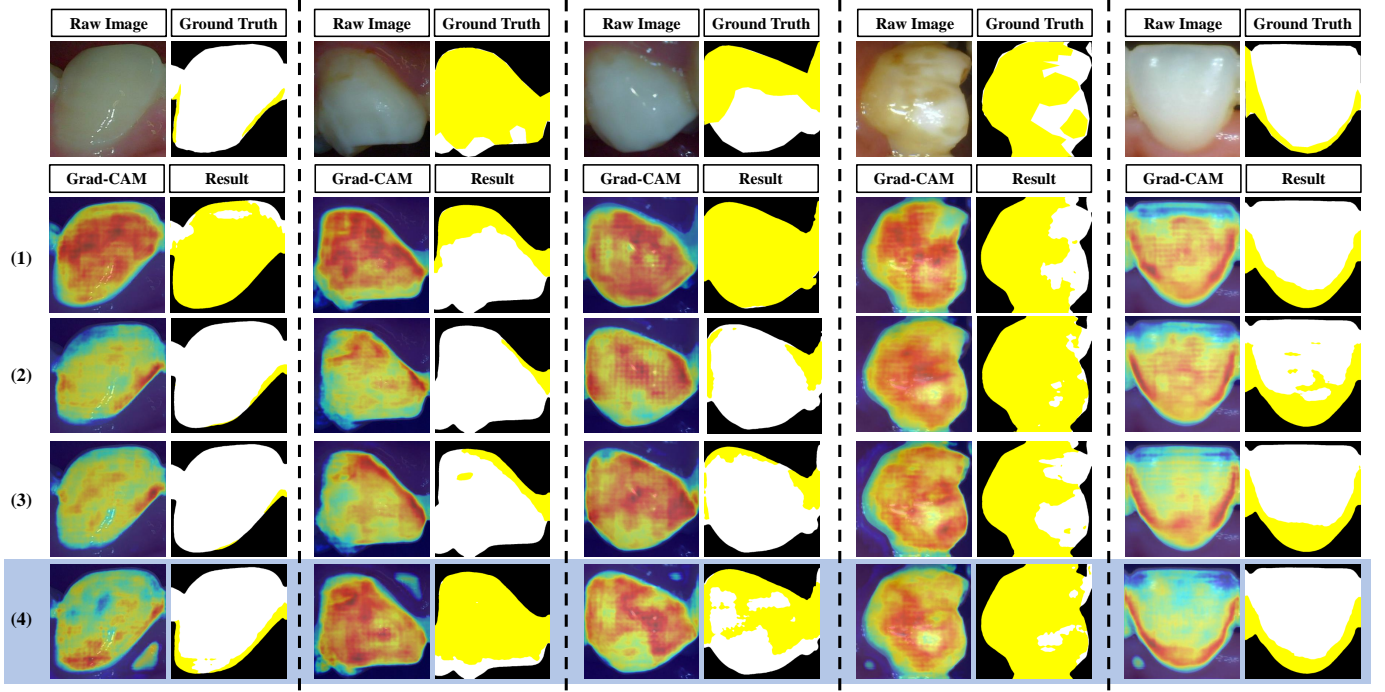 Raw Image Ground Truth Raw Image Ground Truth Raw Image Ground Truth Raw Image Ground Truth Raw Image Ground Truth
Grad-CAM Result Grad-CAM Result Grad-CAM Result Grad-CAM Result Grad-CAM Result
(1)
(2)
(3)
(4)